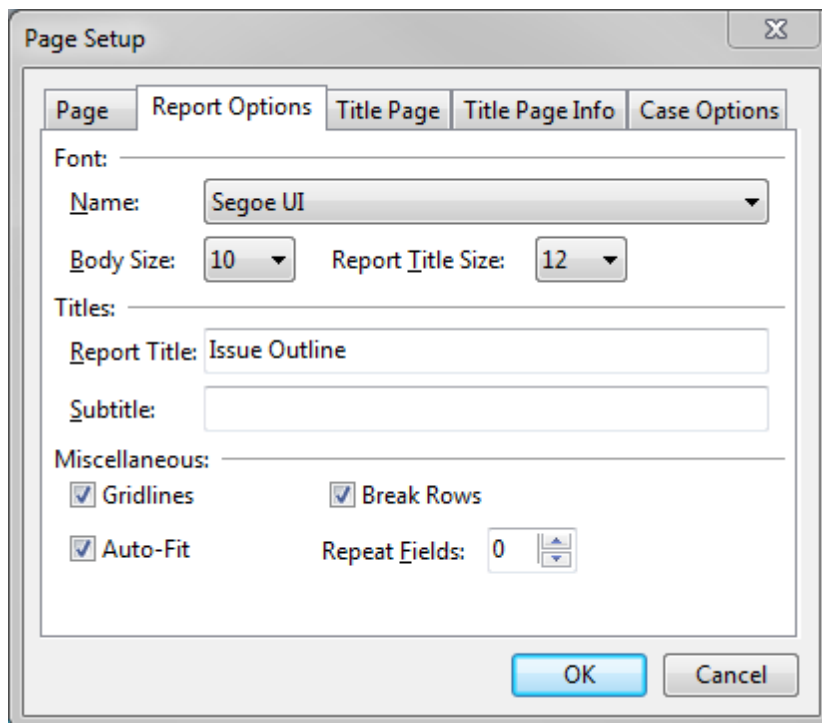 Page Setup
Page Report Options Title Page Title Page Info Case Options
Font:
Name: Segoe UI
Body Size: 10 Report Title Size: 12
Titles:
Report Title: Issue Outline
Subtitle:
Miscellaneous:
Gridlines Break Rows
Auto-Fit Repeat Fields: 0
OK Cancel